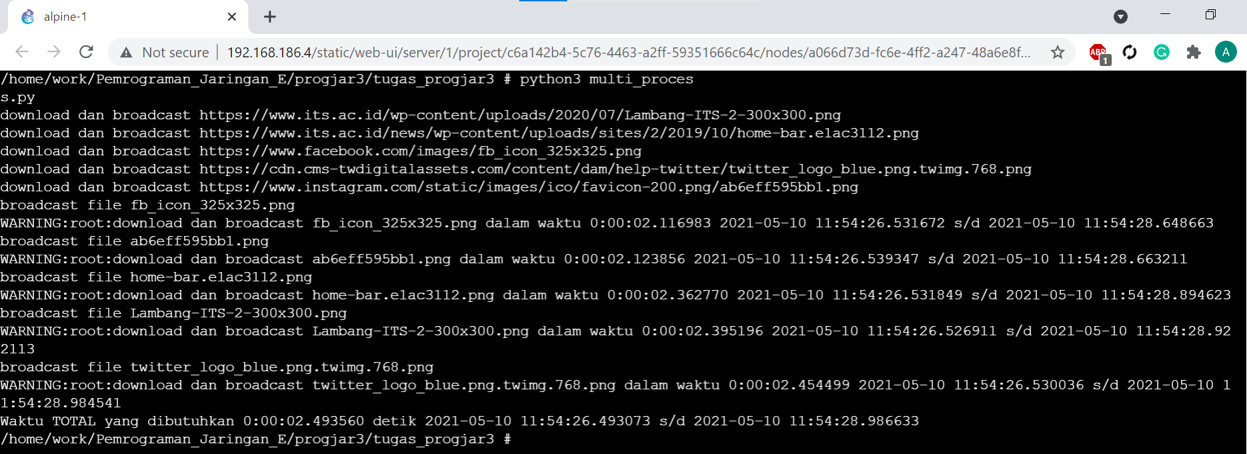 alpine-1
Not secure 192.168.186.4/static/web-ui/server/1/project/c6a142b4-5c76-4463-a2ff-59351666c64c/nodes/a066d73d-fc6e-4ff2-a247-48a6e8f...
ABP
1
G
A
/home/work/Pemrograman_Jaringan_E/progjar3/tugas_progjar3 # python3 multi_proces
s.py
download dan broadcast https://www.its.ac.id/wp-content/uploads/2020/07/Lambang-ITS-2-300x300.png
download dan broadcast https://www.its.ac.id/news/wp-content/uploads/sites/2/2019/10/home-bar.e1ac3112.png
download dan broadcast https://www.facebook.com/images/fb_icon_325x325.png
download dan broadcast https://cdn.cms-twdigitalassets.com/content/dam/help-twitter/twitter_logo_blue.png.twimg.768.png
download dan broadcast https://www.instagram.com/static/images/ico/favicon-200.png/ab6eff595bb1.png
broadcast file fb_icon_325x325.png
WARNING:root:download dan broadcast fb_icon_325x325.png dalam waktu 0:00:02.116983 2021-05-10 11:54:26.531672 s/d 2021-05-10 11:54:28.648663
broadcast file ab6eff595bb1.png
WARNING:root:download dan broadcast ab6eff595bb1.png dalam waktu 0:00:02.123856 2021-05-10 11:54:26.539347 s/d 2021-05-10 11:54:28.663211
broadcast file home-bar.e1ac3112.png
WARNING:root:download dan broadcast home-bar.e1ac3112.png dalam waktu 0:00:02.362770 2021-05-10 11:54:26.531849 s/d 2021-05-10 11:54:28.894623
broadcast file Lambang-ITS-2-300x300.png
WARNING:root:download dan broadcast Lambang-ITS-2-300x300.png dalam waktu 0:00:02.395196 2021-05-10 11:54:26.526911 s/d 2021-05-10 11:54:28.92
2113
broadcast file twitter_logo_blue.png.twimg.768.png
WARNING:root:download dan broadcast twitter_logo_blue.png.twimg.768.png dalam waktu 0:00:02.454499 2021-05-10 11:54:26.530036 s/d 2021-05-10 1
1:54:28.984541
Waktu TOTAL yang dibutuhkan 0:00:02.493560 detik 2021-05-10 11:54:26.493073 s/d 2021-05-10 11:54:28.986633
/home/work/Pemrograman_Jaringan_E/progjar3/tugas_progjar3 #